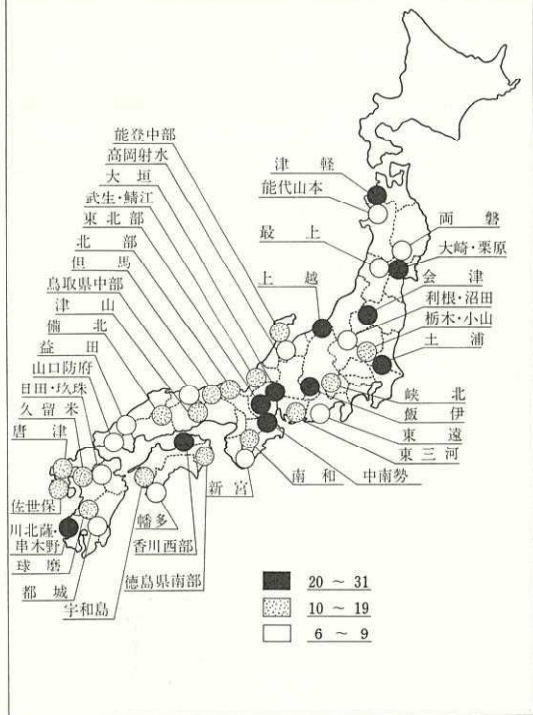 能登中部
高岡射水
大垣
武生・鯖江
東北部
北部
但馬
鳥取県中部
津山
備北
益田
山口防府
日田・玖珠
久留米
唐津
佐世保
川北薩・
串木野
球磨
都城
宇和島
徳島県南部
香川西部
幡多
新宮
南和
中南勢
東三河
東遠
飯伊
峡北
土浦
栃木・小山
利根・沼田
会津
大崎・栗原
両磐
上越
最上
能代山本
津軽
20 ～ 31
10 ～ 19
6 ～ 9